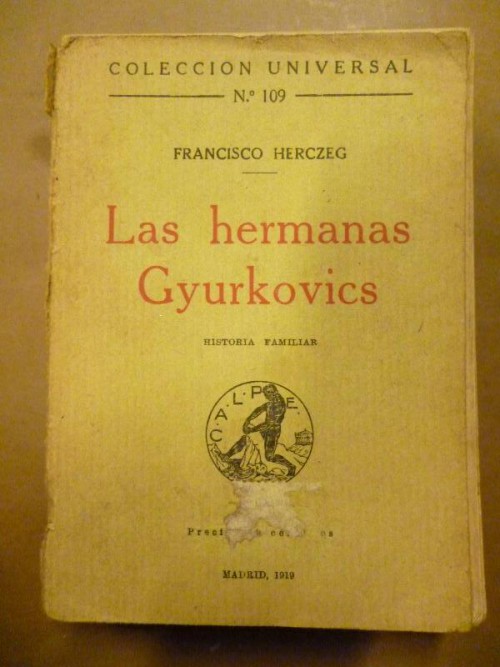 COLECCION UNIVERSAL
N.º 109
FRANCISCO HERCZEG
Las hermanas
Gyurkovics
HISTORIA FAMILIAR
C·A·L·P·E·
MADRID, 1919